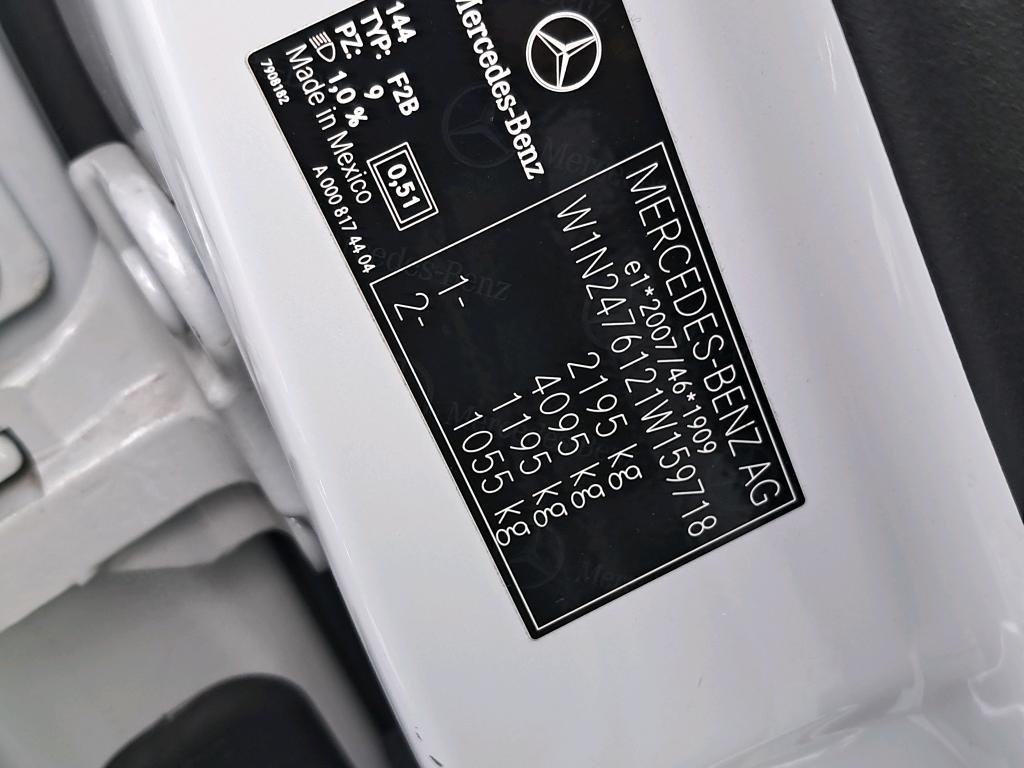 MERCEDES-BENZ AG
e1*2007/46*1909
W1N2476121W159718
2195 kg
4095 kg
1- 1195 kg
2- 1055 kg
Mercedes-Benz
144
TYP: F2B
PZ: 9
1,0 %
0,51
Made in Mexico
A 000 817 44 04
7908182